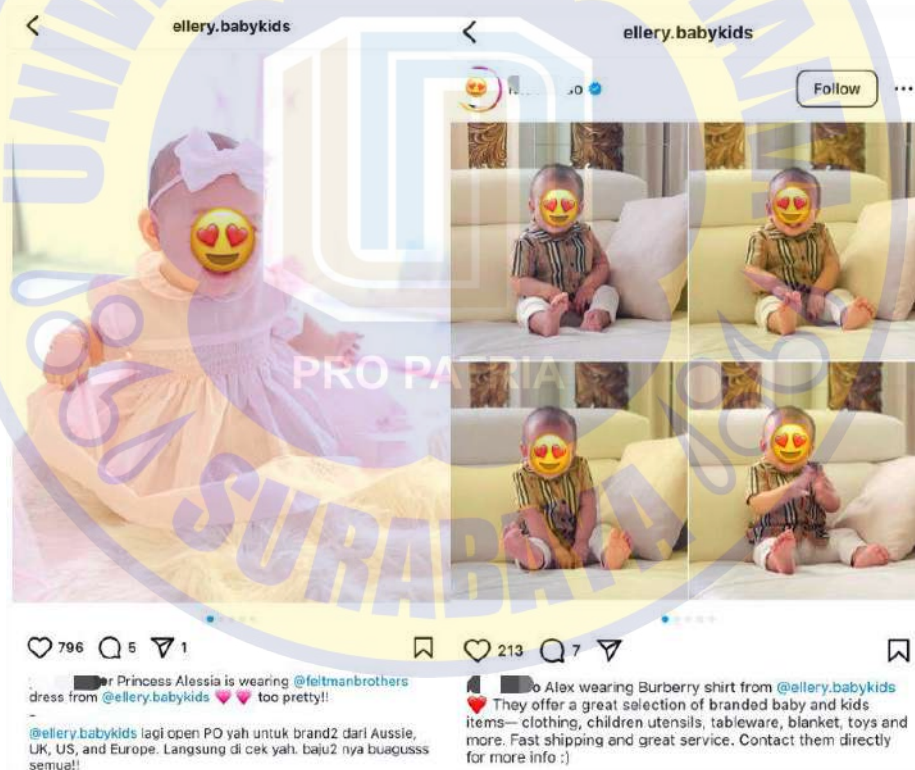 ellery.babykids
796 5 1
Princess Alessia is wearing @feltmanbrothers
dress from @ellery.babykids too pretty!!
-
@ellery.babykids lagi open PO yah untuk brand2 dari Aussie,
UK, US, and Europe. Langsung di cek yah. baju2 nya buagusss
semua!!
ellery.babykids
Follow
213 7
Alex wearing Burberry shirt from @ellery.babykids
They offer a great selection of branded baby and kids
items— clothing, children utensils, tableware, blanket, toys and
more. Fast shipping and great service. Contact them directly
for more info :)
PRO PATRIA
SURABAYA